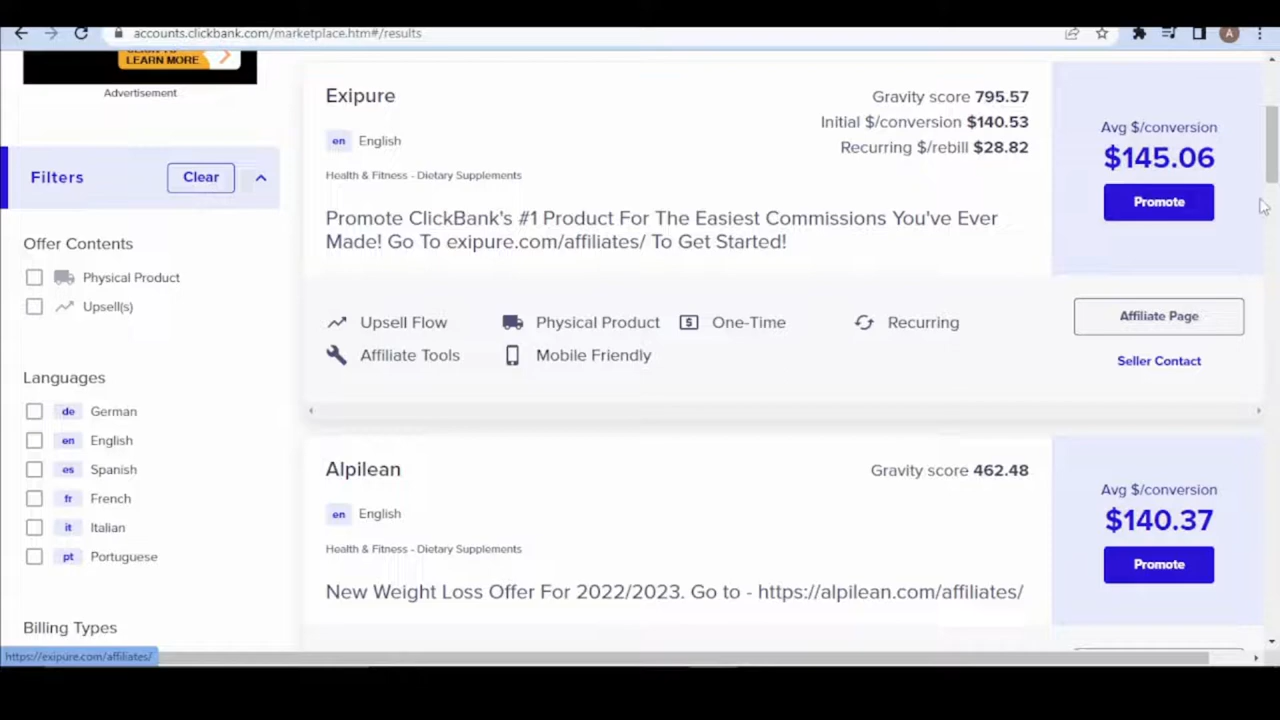 accounts.clickbank.com/marketplace.htm#/results
A
LEARN MORE
Advertisement
Filters
Clear
Offer Contents
Physical Product
Upsell(s)
Languages
de German
en English
es Spanish
fr French
it Italian
pt Portuguese
Billing Types
https://exipure.com/affiliates/
Exipure
Gravity score 795.57
Initial $/conversion $140.53
Recurring $/rebill $28.82
en English
Health & Fitness - Dietary Supplements
Promote ClickBank's #1 Product For The Easiest Commissions You've Ever
Made! Go To exipure.com/affiliates/ To Get Started!
Avg $/conversion
$145.06
Promote
Upsell Flow
Physical Product
One-Time
Recurring
Affiliate Tools
Mobile Friendly
Affiliate Page
Seller Contact
Alpilean
Gravity score 462.48
en English
Health & Fitness - Dietary Supplements
New Weight Loss Offer For 2022/2023. Go to - https://alpilean.com/affiliates/
Avg $/conversion
$140.37
Promote